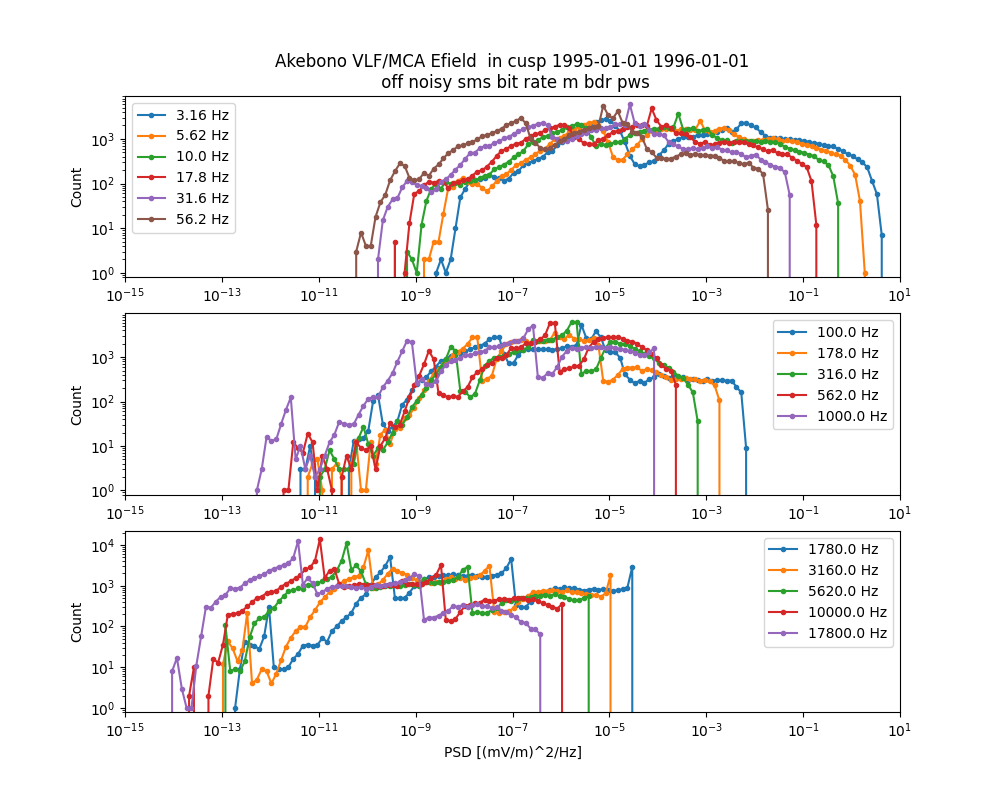 Akebono VLF/MCA Efield  in cusp 1995-01-01 1996-01-01
off noisy sms bit rate m bdr pws
Count
10^3
10^2
10^1
10^0
3.16 Hz
5.62 Hz
10.0 Hz
17.8 Hz
31.6 Hz
56.2 Hz
10^-15 10^-13 10^-11 10^-9 10^-7 10^-5 10^-3 10^-1 10^1
Count
10^3
10^2
10^1
10^0
100.0 Hz
178.0 Hz
316.0 Hz
562.0 Hz
1000.0 Hz
10^-15 10^-13 10^-11 10^-9 10^-7 10^-5 10^-3 10^-1 10^1
Count
10^4
10^3
10^2
10^1
10^0
1780.0 Hz
3160.0 Hz
5620.0 Hz
10000.0 Hz
17800.0 Hz
10^-15 10^-13 10^-11 10^-9 10^-7 10^-5 10^-3 10^-1 10^1
PSD [(mV/m)^2/Hz]